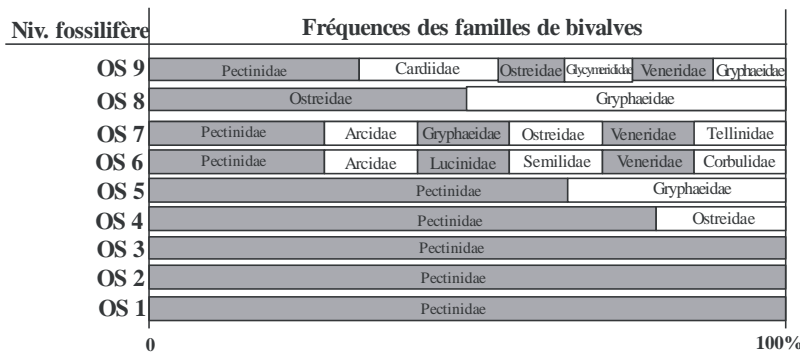 Niv. fossilifère Fréquences des familles de bivalves
OS 9 Pectinidae Cardiidae Ostreidae Glycymerididae Veneridae Gryphaeidae
OS 8 Ostreidae Gryphaeidae
OS 7 Pectinidae Arcidae Gryphaeidae Ostreidae Veneridae Tellinidae
OS 6 Pectinidae Arcidae Lucinidae Semilidae Veneridae Corbulidae
OS 5 Pectinidae Gryphaeidae
OS 4 Pectinidae Ostreidae
OS 3 Pectinidae
OS 2 Pectinidae
OS 1 Pectinidae
0 100%